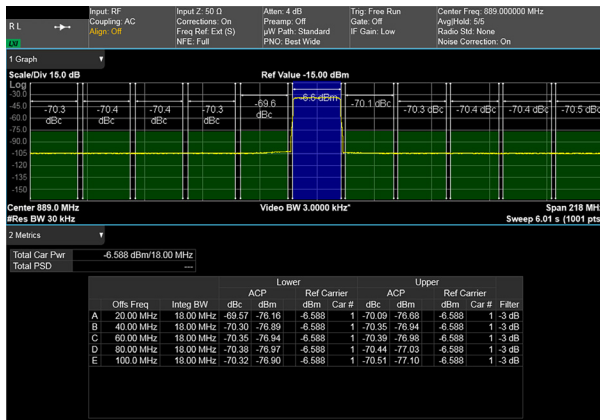 R L
LV
Input: RF
Coupling: AC
Align: Off
Input Z: 50 Ω
Corrections: On
Freq Ref: Ext (S)
NFE: Full
Atten: 4 dB
Preamp: Off
µW Path: Standard
PNO: Best Wide
Trig: Free Run
Gate: Off
IF Gain: Low
Center Freq: 889.000000 MHz
Avg|Hold: 5/5
Radio Std: None
Noise Correction: On
1 Graph
Scale/Div 15.0 dB
Ref Value -15.00 dBm
Log
-30.0
-45.0
-60.0
-75.0
-90.0
-105
-120
-135
-150
-70.3 dBc
-70.4 dBc
-70.4 dBc
-70.3 dBc
-69.6 dBc
-6.6 dBm
-70.1 dBc
-70.3 dBc
-70.4 dBc
-70.4 dBc
-70.5 dBc
Center 889.0 MHz
Video BW 3.0000 kHz*
Span 218 MHz
#Res BW 30 kHz
Sweep 6.01 s (1001 pts)
2 Metrics
Total Car Pwr -6.588 dBm/18.00 MHz
Total PSD ---
Lower Upper
ACP Ref Carrier ACP Ref Carrier
Offs Freq Integ BW dBc dBm dBm Car # dBc dBm dBm Car # Filter
A 20.00 MHz 18.00 MHz -69.57 -76.16 -6.588 1 -70.09 -76.68 -6.588 1 -3 dB
B 40.00 MHz 18.00 MHz -70.30 -76.89 -6.588 1 -70.35 -76.94 -6.588 1 -3 dB
C 60.00 MHz 18.00 MHz -70.35 -76.94 -6.588 1 -70.39 -76.98 -6.588 1 -3 dB
D 80.00 MHz 18.00 MHz -70.38 -76.97 -6.588 1 -70.44 -77.03 -6.588 1 -3 dB
E 100.0 MHz 18.00 MHz -70.32 -76.90 -6.588 1 -70.51 -77.10 -6.588 1 -3 dB